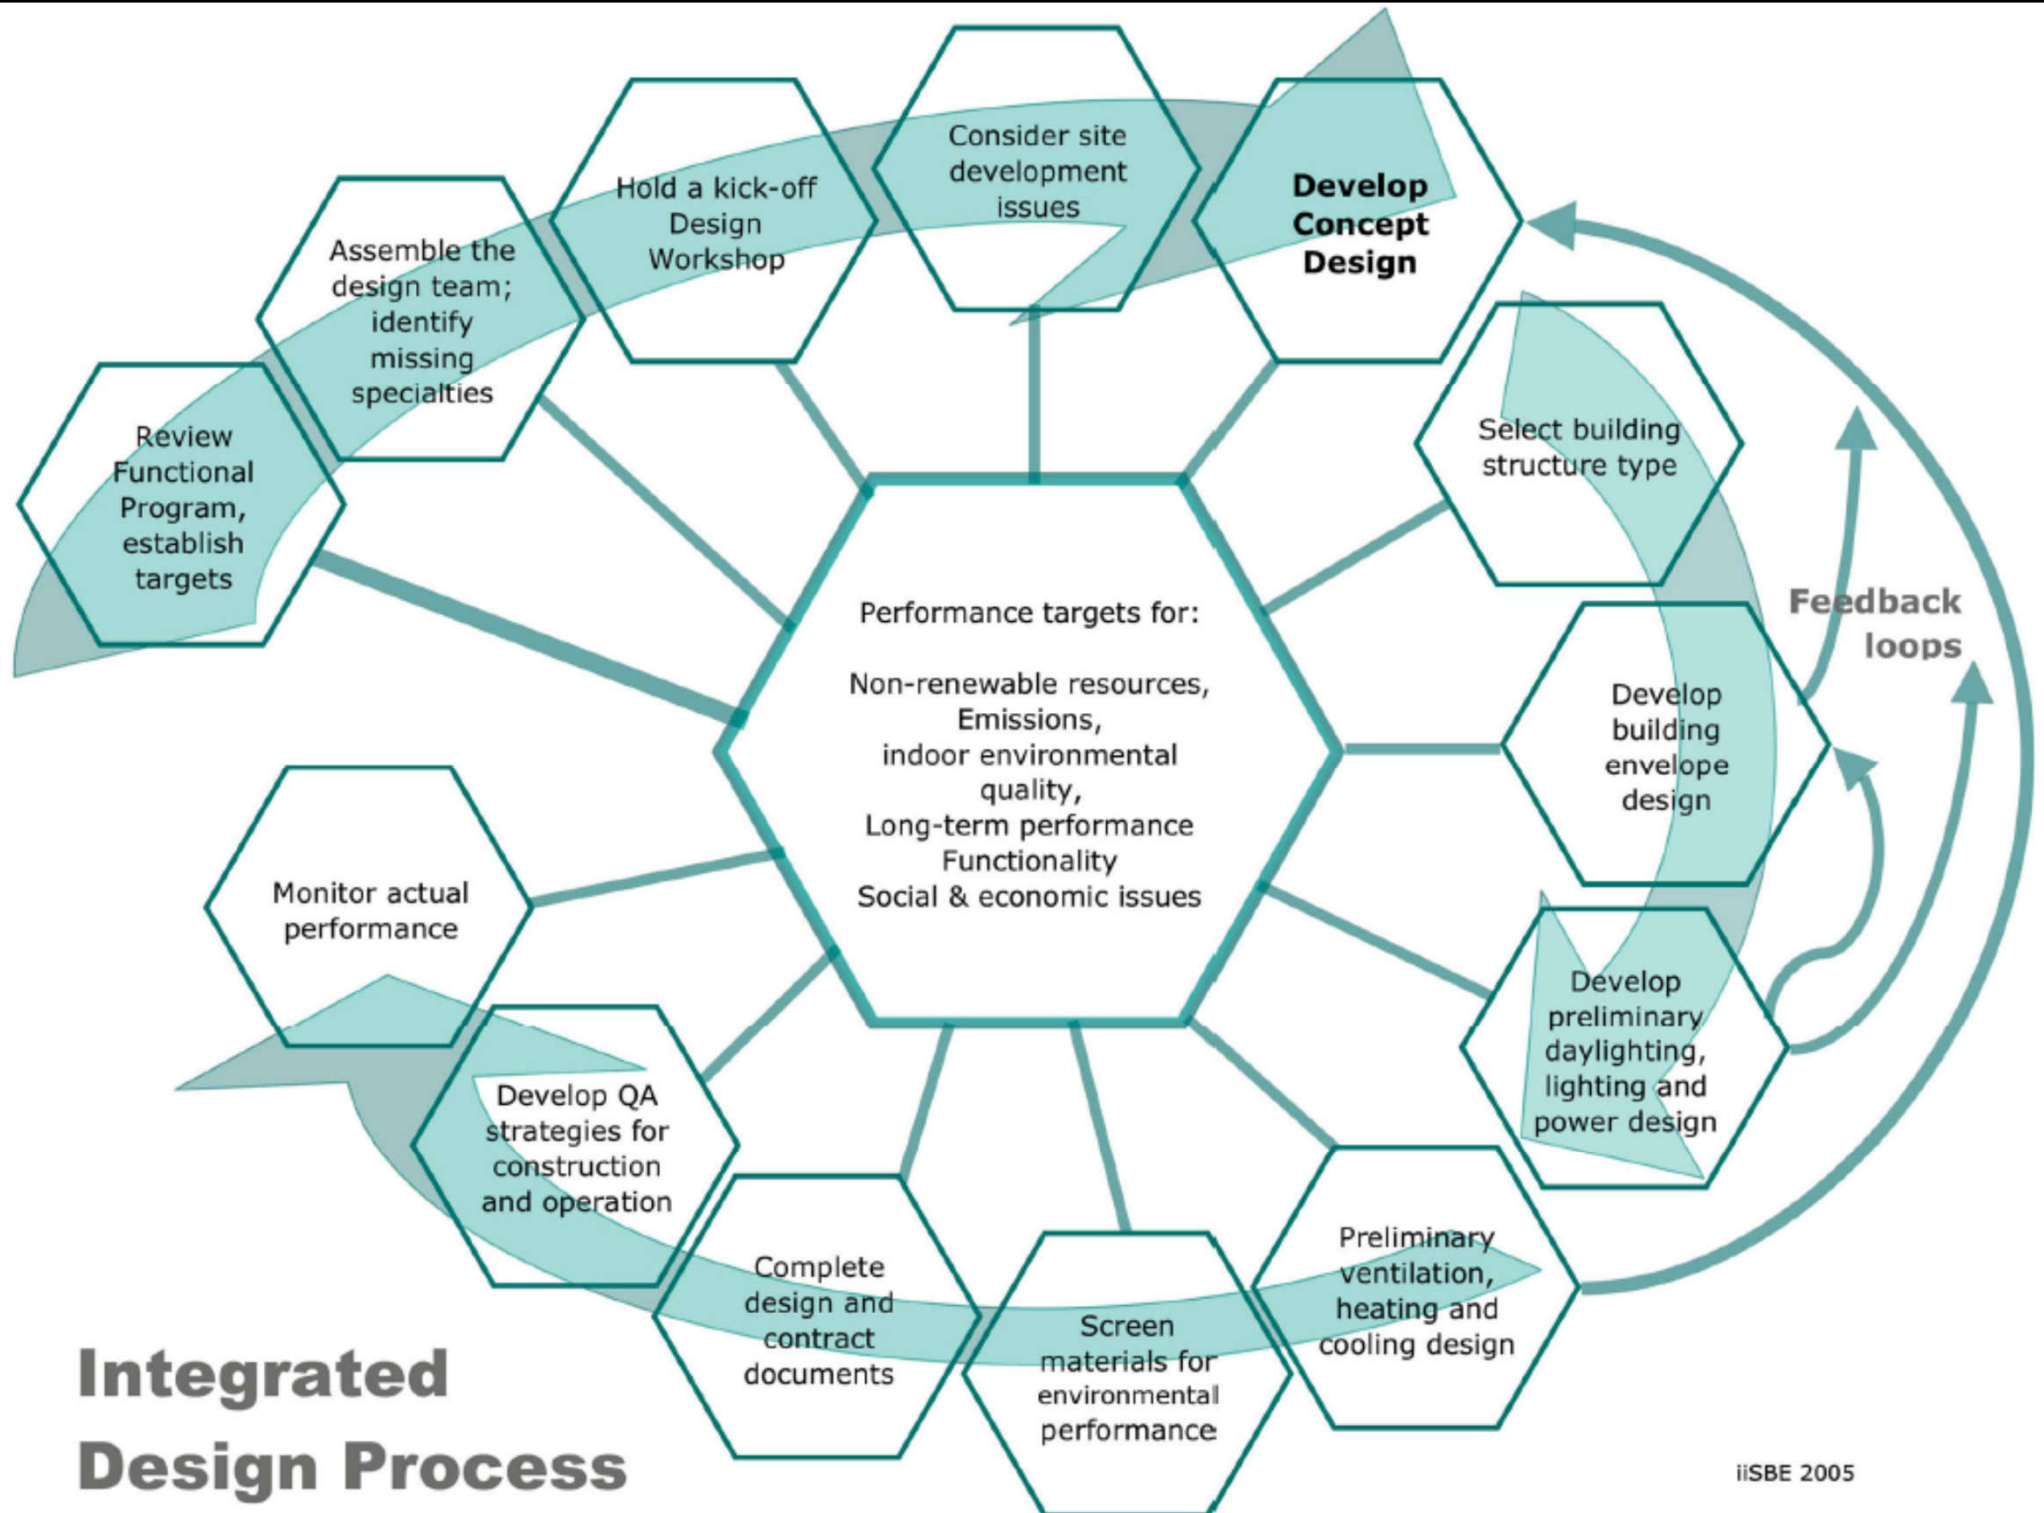 Review
Functional
Program,
establish
targets
Assemble the
design team;
identify
missing
specialties
Hold a kick-off
Design
Workshop
Consider site
development
issues
Develop
Concept
Design
Select building
structure type
Develop
building
envelope
design
Develop
preliminary
daylighting,
lighting and
power design
Preliminary
ventilation,
heating and
cooling design
Screen
materials for
environmental
performance
Complete
design and
contract
documents
Develop QA
strategies for
construction
and operation
Monitor actual
performance
Performance targets for:
Non-renewable resources,
Emissions,
indoor environmental
quality,
Long-term performance
Functionality
Social & economic issues
Feedback
loops
Integrated
Design Process
iiSBE 2005